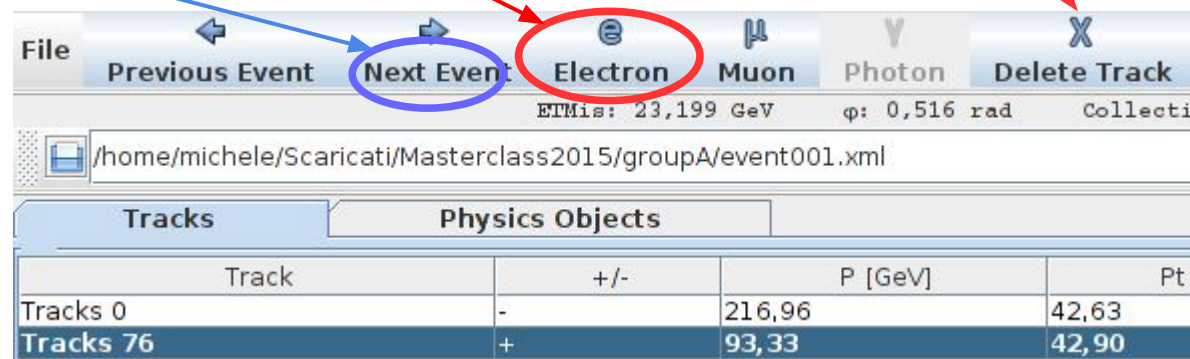 File Previous Event Next Event Electron Muon Photon Delete Track
ETMis: 23,199 GeV φ: 0,516 rad Collecti
/home/michele/Scaricati/Masterclass2015/groupA/event001.xml
Tracks Physics Objects
Track +/- P [GeV] Pt
Tracks 0 - 216,96 42,63
Tracks 76 + 93,33 42,90